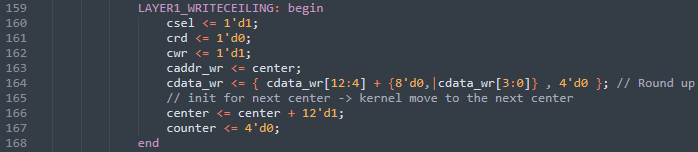 159 LAYER1_WRITECEILING: begin
160 csel <= 1'd1;
161 crd <= 1'd0;
162 cwr <= 1'd1;
163 caddr_wr <= center;
164 cdata_wr <= { cdata_wr[12:4] + {8'd0,|cdata_wr[3:0]} , 4'd0 }; // Round up
165 // init for next center -> kernel move to the next center
166 center <= center + 12'd1;
167 counter <= 4'd0;
168 end